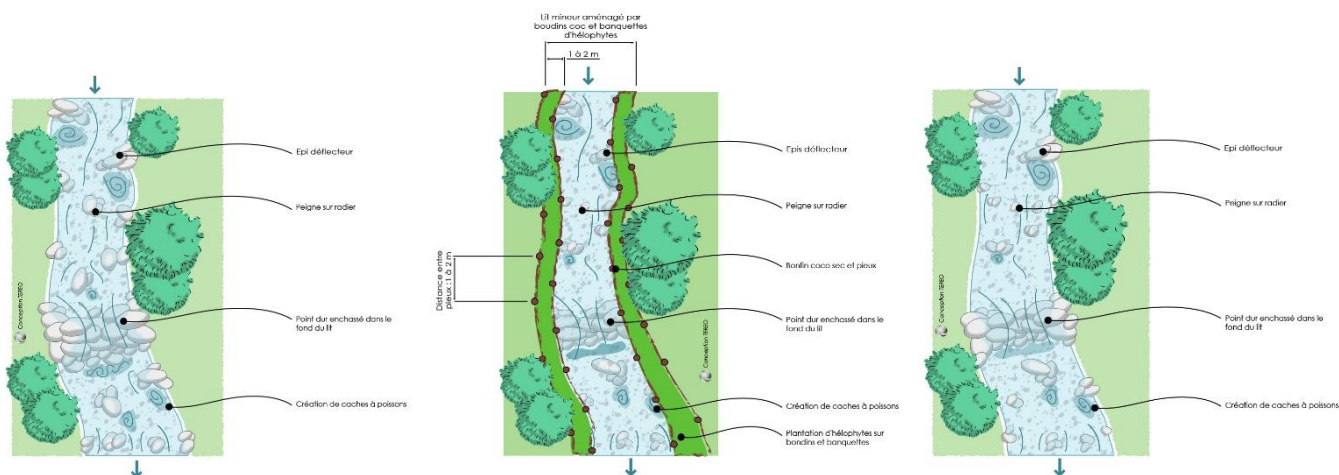 Epi déflecteur
Peigne sur radier
Point dur enchassé dans le
fond du lit
Création de caches à poissons
Conception TEREO
Lit mineur aménagé par
boudins coc et banquettes
d'hélophytes
1 à 2 m
Epis déflecteur
Peigne sur radier
Distance entre
pieux : 1 à 2 m
Bonfin coco sec et pieux
Point dur enchassé dans le
fond du lit
Conception TEREO
Création de caches à poissons
Plantation d'hélophytes sur
bondins et banquettes
Epi déflecteur
Peigne sur radier
Conception TEREO
Point dur enchassé dans le
fond du lit
Création de caches à poissons